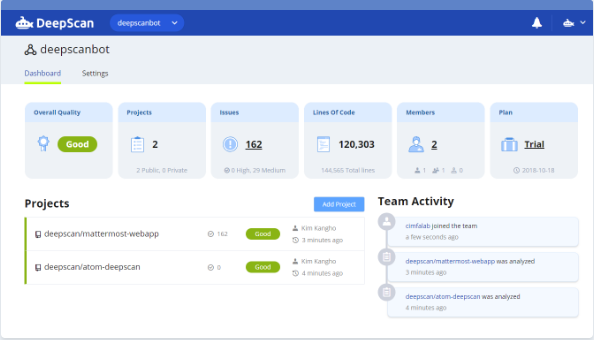 DeepScan deepscanbot
deepscanbot
Dashboard Settings
Overall Quality Projects Issues Lines Of Code Members Plan
Good 2 162 120,303 2 Trial
2 Public, 0 Private 0 High, 29 Medium 144,565 Total lines 1 1 0 2018-10-18
Projects Add Project Team Activity
deepscan/mattermost-webapp 162 Good Kim Kangho
3 minutes ago
deepscan/atom-deepscan 0 Good Kim Kangho
4 minutes ago
cimfalab joined the team
a few seconds ago
deepscan/mattermost-webapp was analyzed
3 minutes ago
deepscan/atom-deepscan was analyzed
4 minutes ago